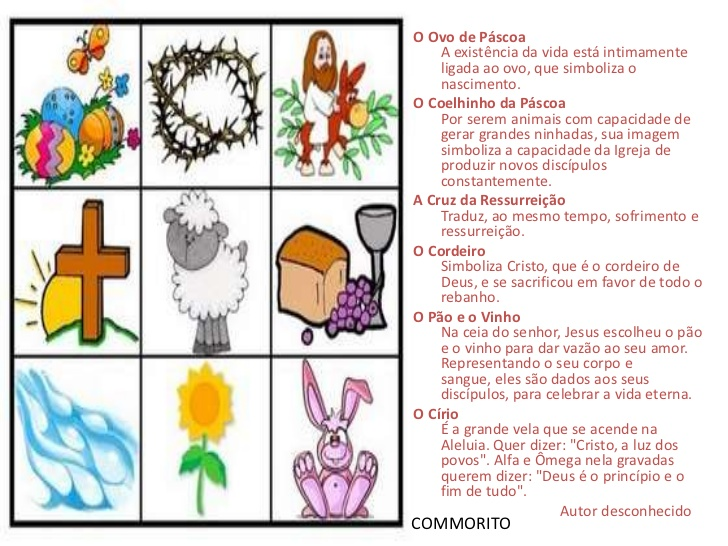 O Ovo de Páscoa
A existência da vida está intimamente
ligada ao ovo, que simboliza o
nascimento.
O Coelhinho da Páscoa
Por serem animais com capacidade de
gerar grandes ninhadas, sua imagem
simboliza a capacidade da Igreja de
produzir novos discípulos
constantemente.
A Cruz da Ressurreição
Traduz, ao mesmo tempo, sofrimento e
ressurreição.
O Cordeiro
Simboliza Cristo, que é o cordeiro de
Deus, e se sacrificou em favor de todo o
rebanho.
O Pão e o Vinho
Na ceia do senhor, Jesus escolheu o pão
e o vinho para dar vazão ao seu amor.
Representando o seu corpo e
sangue, eles são dados aos seus
discípulos, para celebrar a vida eterna.
O Círio
É a grande vela que se acende na
Aleluia. Quer dizer: "Cristo, a luz dos
povos". Alfa e Ômega nela gravadas
querem dizer: "Deus é o princípio e o
fim de tudo".
Autor desconhecido
COMMORITO